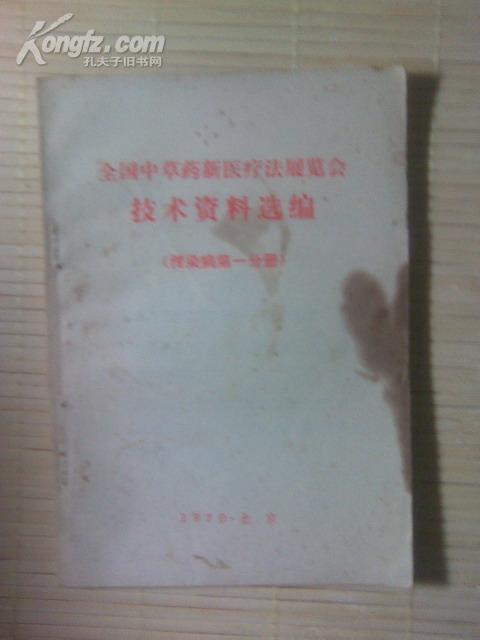 Kongfz.com
孔夫子旧书网
全国中草药新医疗法展览会
技术资料选编
(传染病第一分册)
1970·北京